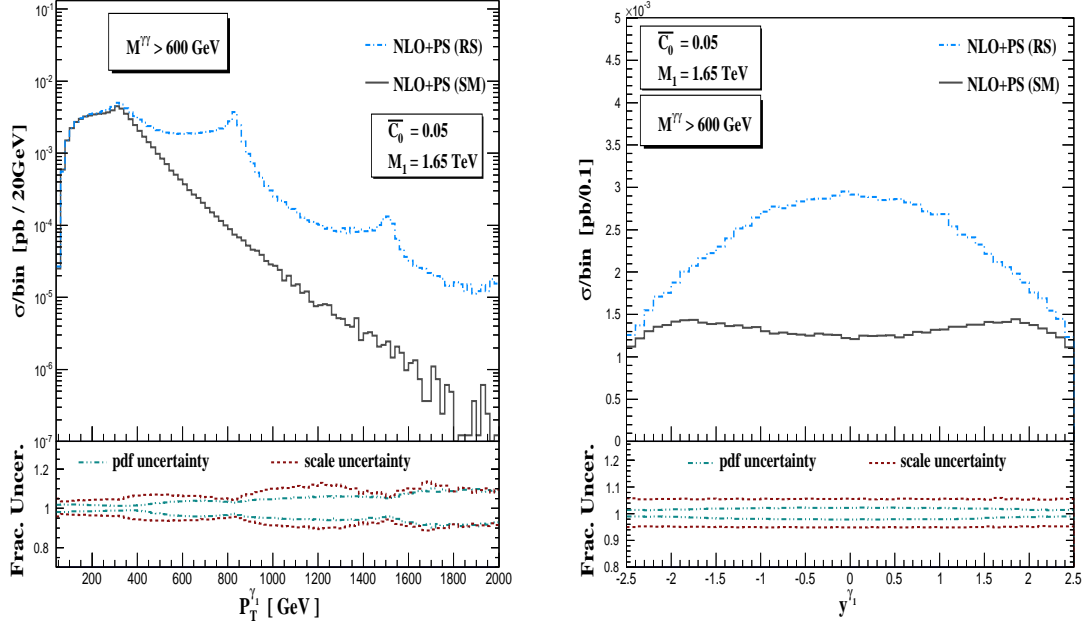 10⁻¹
10⁻²
10⁻³
10⁻⁴
10⁻⁵
10⁻⁶
10⁻⁷
σ/bin [pb / 20GeV]
M^γγ > 600 GeV
NLO+PS (RS)
NLO+PS (SM)
C̅₀ = 0.05
M₁ = 1.65 TeV
1.2
1
0.8
Frac. Uncer.
pdf uncertainty
scale uncertainty
200 400 600 800 1000 1200 1400 1600 1800 2000
P_T^γ₁ [ GeV ]
×10⁻³
5
4.5
4
3.5
3
2.5
2
1.5
1
0.5
0
σ/bin [pb/0.1]
C̅₀ = 0.05
M₁ = 1.65 TeV
M^γγ > 600 GeV
NLO+PS (RS)
NLO+PS (SM)
1.3
1.2
1.1
1
0.9
0.8
Frac. Uncer.
pdf uncertainty
scale uncertainty
-2.5 -2 -1.5 -1 -0.5 0 0.5 1 1.5 2 2.5
y^γ₁